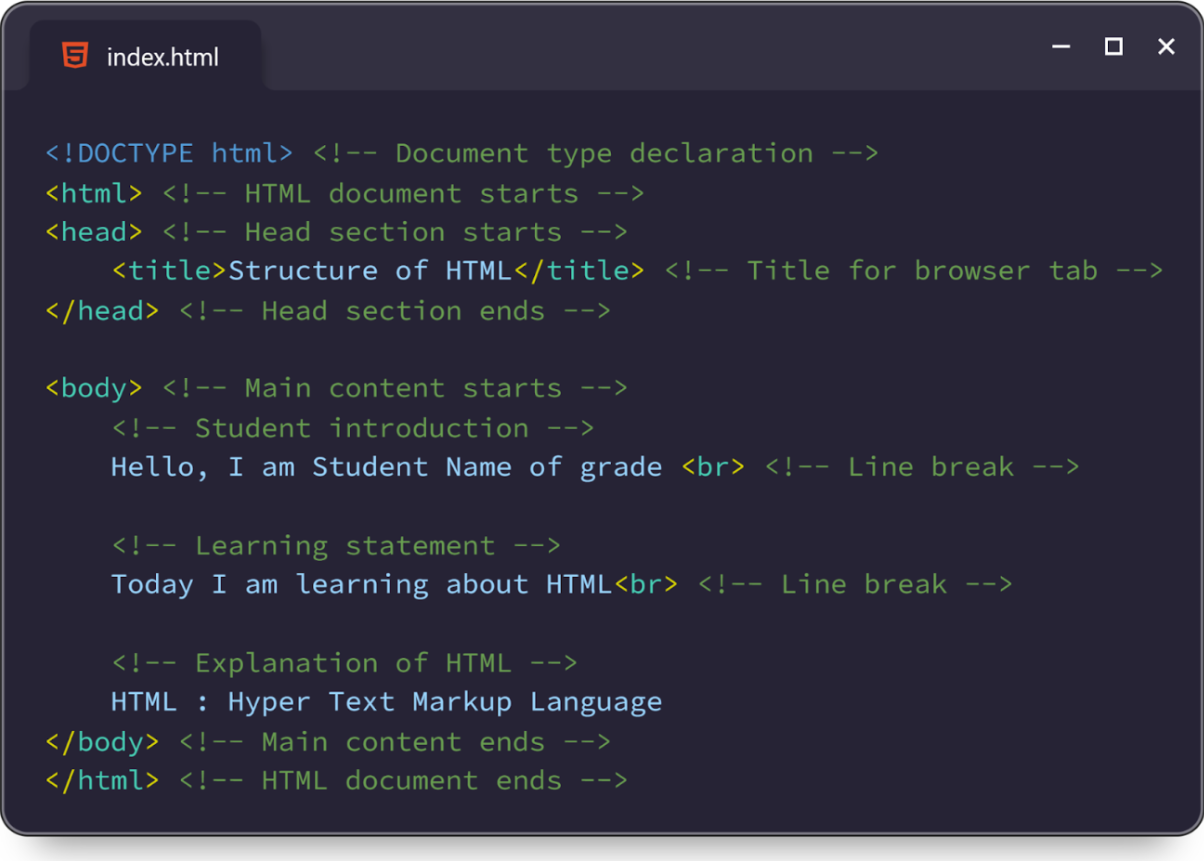 index.html
<!DOCTYPE html> <!-- Document type declaration -->
<html> <!-- HTML document starts -->
<head> <!-- Head section starts -->
    <title>Structure of HTML</title> <!-- Title for browser tab -->
</head> <!-- Head section ends -->
<body> <!-- Main content starts -->
    <!-- Student introduction -->
    Hello, I am Student Name of grade <br> <!-- Line break -->
    <!-- Learning statement -->
    Today I am learning about HTML<br> <!-- Line break -->
    <!-- Explanation of HTML -->
    HTML : Hyper Text Markup Language
</body> <!-- Main content ends -->
</html> <!-- HTML document ends -->